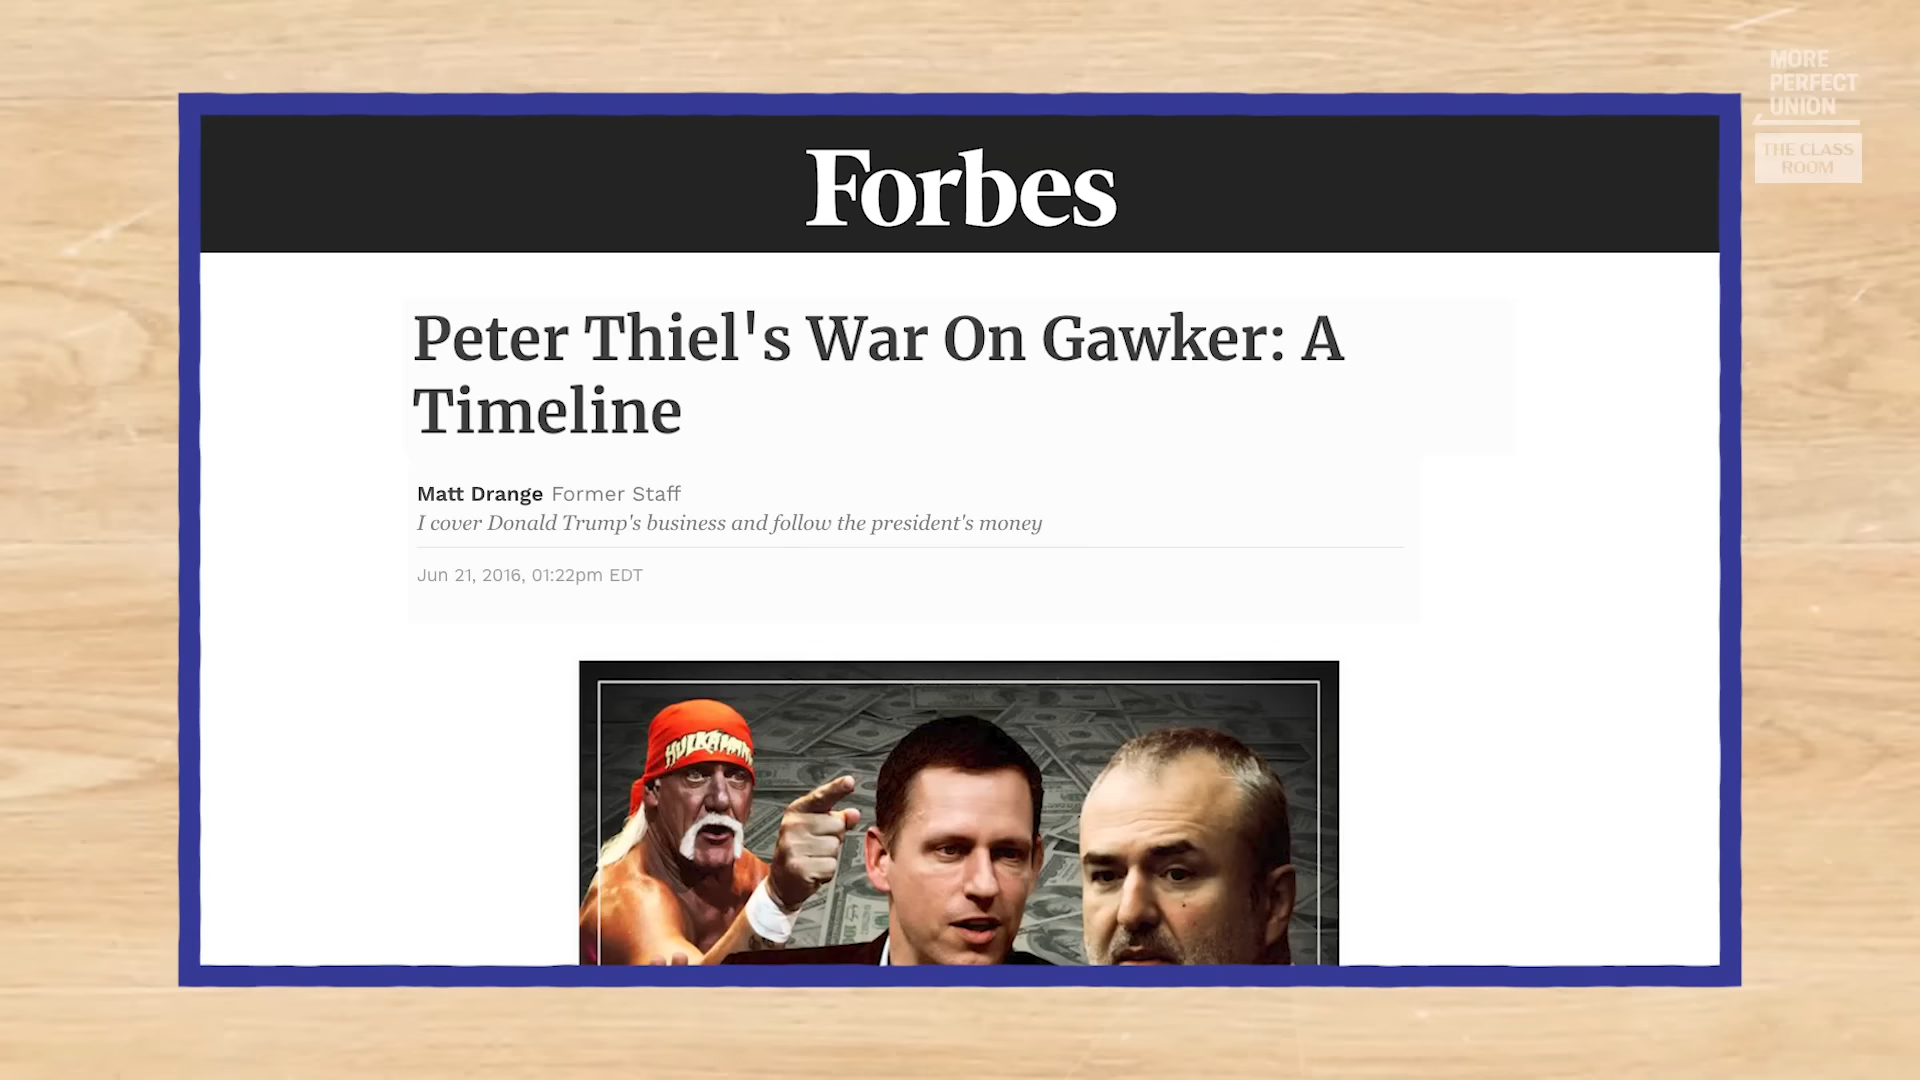 MORE
PERFECT
UNION
THE CLASS
ROOM
Forbes
Peter Thiel's War On Gawker: A
Timeline
Matt Drange Former Staff
I cover Donald Trump's business and follow the president's money
Jun 21, 2016, 01:22pm EDT